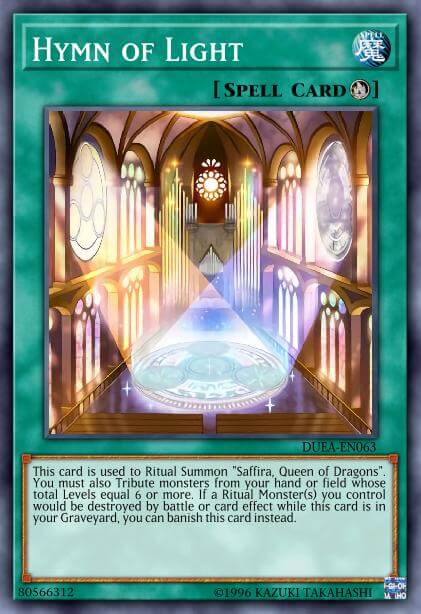 Hymn of Light
SPELL
魔
[Spell Card]
DUEA-EN063
This card is used to Ritual Summon "Saffira, Queen of Dragons".
You must also Tribute monsters from your hand or field whose
total Levels equal 6 or more. If a Ritual Monster(s) you control
would be destroyed by battle or card effect while this card is in
your Graveyard, you can banish this card instead.
80566312
©1996 KAZUKI TAKAHASHI